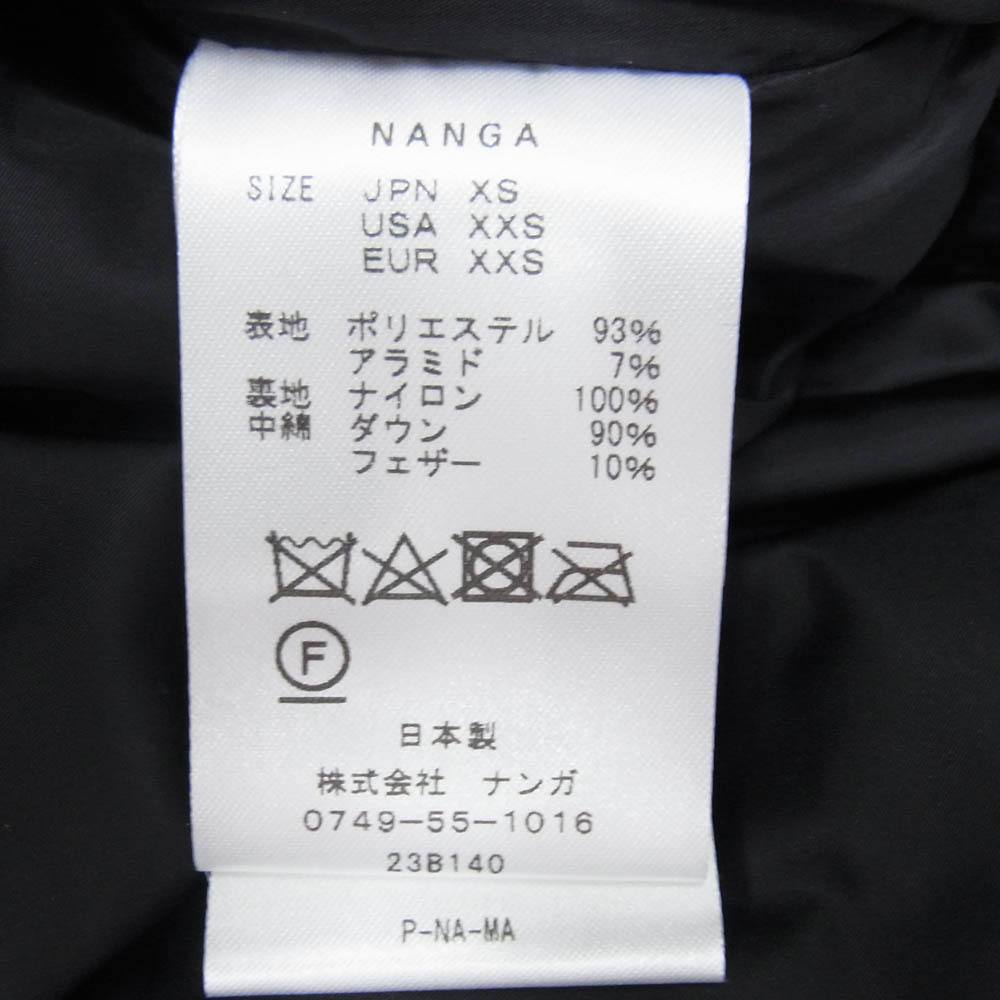 NANGA
SIZE JPN XS
USA XXS
EUR XXS
表地 ポリエステル 93%
アラミド 7%
裏地 ナイロン 100%
中綿 ダウン 90%
フェザー 10%
F
日本製
株式会社 ナンガ
0749-55-1016
23B140
P-NA-MA